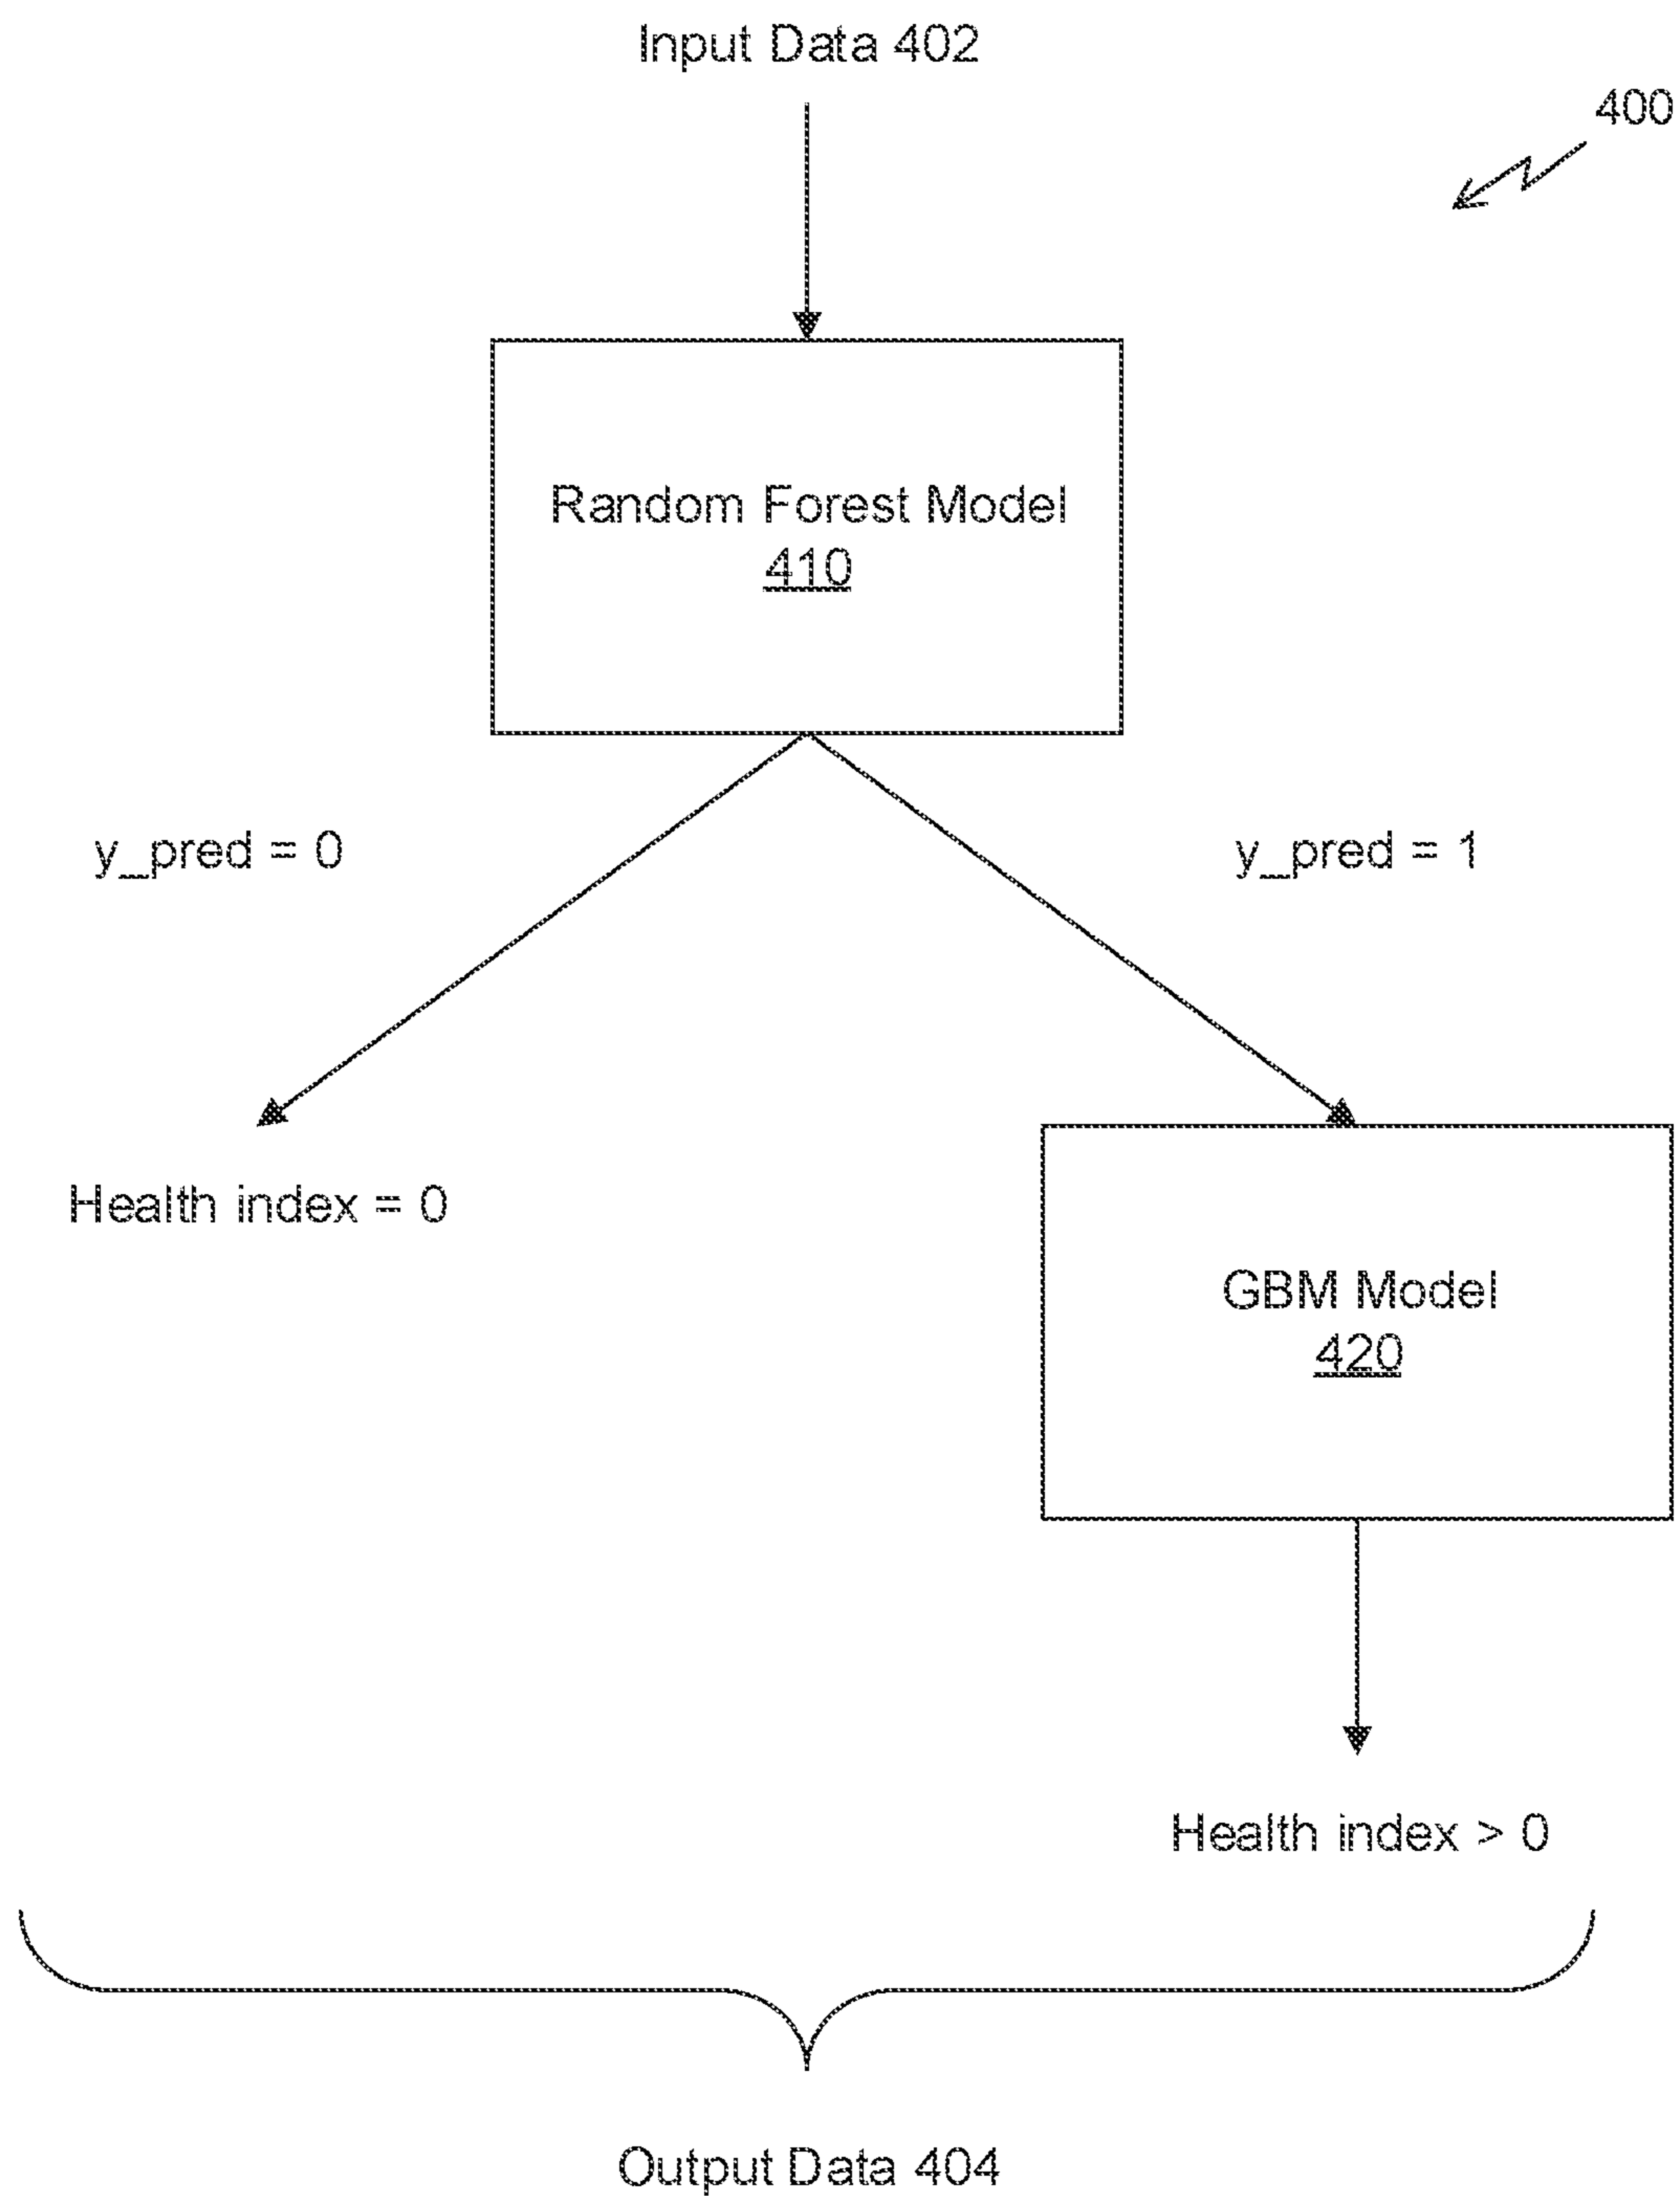 Input Data 402
400
Random Forest Model
410
y_pred = 0
y_pred = 1
Health index = 0
GBM Model
420
Health index > 0
Output Data 404